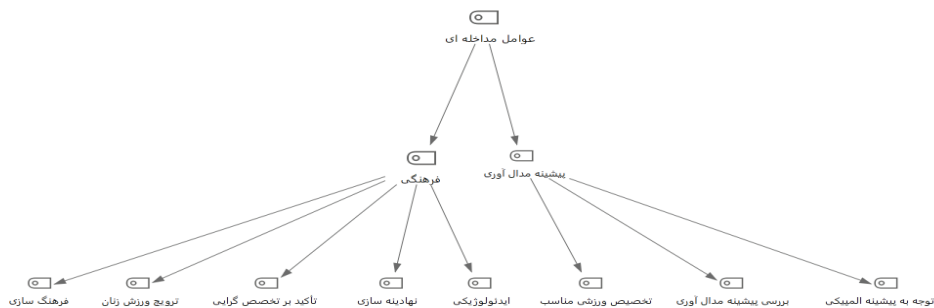 عوامل مداخله ای
فرهنگی
پیشینه مدال آوری
فرهنگ سازی
ترویج ورزش زنان
تأکید بر تخصص گرایی
نهادینه سازی
ایدئولوژیکی
تخصیص ورزشی مناسب
بررسی پیشینه مدال آوری
توجه به پیشینه المپیکی